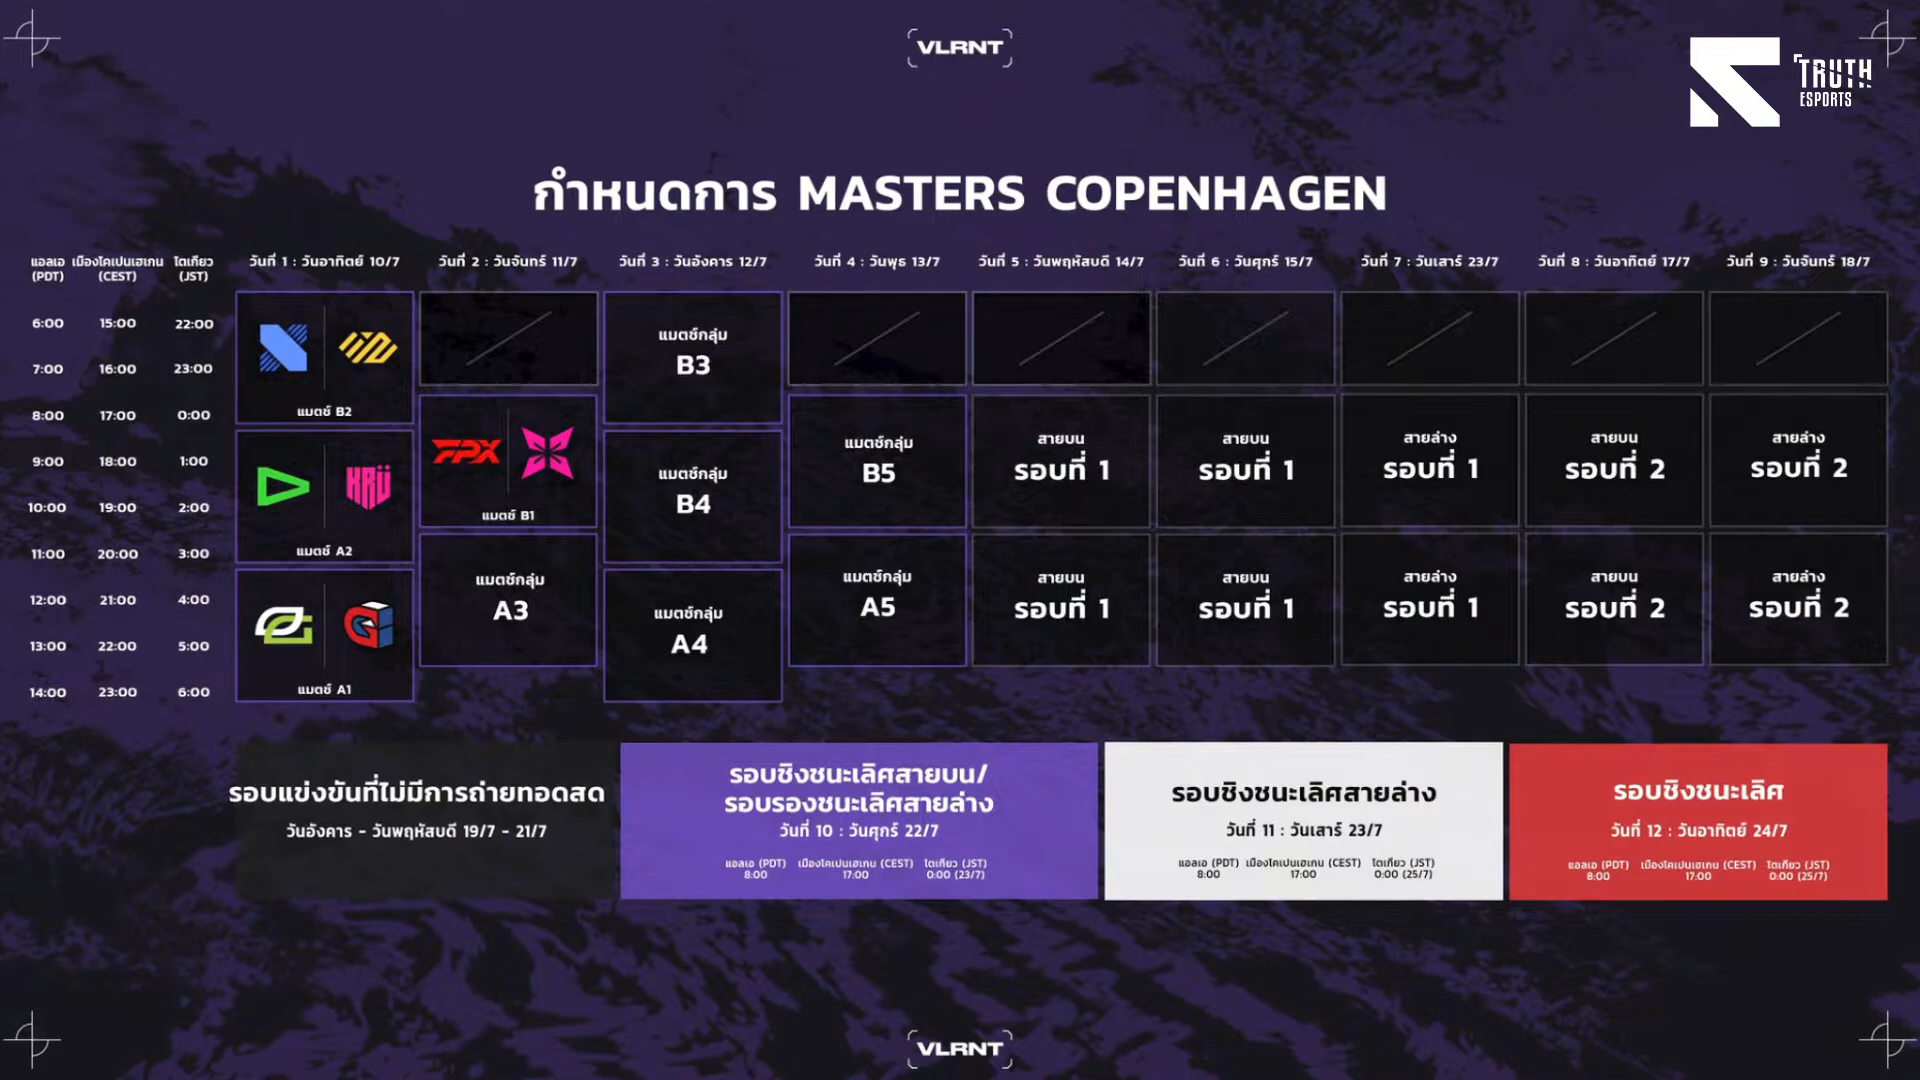 VLRNT
TRUTH
ESPORTS
กำหนดการ MASTERS COPENHAGEN
แอลเอ
(PDT)
เมืองโคเปนเฮเกน
(CEST)
โตเกียว
(JST)
วันที่ 1 : วันอาทิตย์ 10/7
วันที่ 2 : วันจันทร์ 11/7
วันที่ 3 : วันอังคาร 12/7
วันที่ 4 : วันพุธ 13/7
วันที่ 5 : วันพฤหัสบดี 14/7
วันที่ 6 : วันศุกร์ 15/7
วันที่ 7 : วันเสาร์ 23/7
วันที่ 8 : วันอาทิตย์ 17/7
วันที่ 9 : วันจันทร์ 18/7
6:00 15:00 22:00
7:00 16:00 23:00
8:00 17:00 0:00
9:00 18:00 1:00
10:00 19:00 2:00
11:00 20:00 3:00
12:00 21:00 4:00
13:00 22:00 5:00
14:00 23:00 6:00
แมตช์ B2
KRÜ
แมตช์ A2
แมตช์ A1
FPX
แมตช์ B1
แมตช์กลุ่ม
A3
แมตช์กลุ่ม
B3
แมตช์กลุ่ม
B4
แมตช์กลุ่ม
A4
แมตช์กลุ่ม
B5
แมตช์กลุ่ม
A5
สายบน
รอบที่ 1
สายบน
รอบที่ 1
สายบน
รอบที่ 1
สายบน
รอบที่ 1
สายล่าง
รอบที่ 1
สายล่าง
รอบที่ 1
สายบน
รอบที่ 2
สายบน
รอบที่ 2
สายล่าง
รอบที่ 2
สายล่าง
รอบที่ 2
รอบแข่งขันที่ไม่มีการถ่ายทอดสด
วันอังคาร - วันพฤหัสบดี 19/7 - 21/7
รอบชิงชนะเลิศสายบน/
รอบรองชนะเลิศสายล่าง
วันที่ 10 : วันศุกร์ 22/7
แอลเอ (PDT) เมืองโคเปนเฮเกน (CEST) โตเกียว (JST)
8:00 17:00 0:00 (23/7)
รอบชิงชนะเลิศสายล่าง
วันที่ 11 : วันเสาร์ 23/7
แอลเอ (PDT) เมืองโคเปนเฮเกน (CEST) โตเกียว (JST)
8:00 17:00 0:00 (25/7)
รอบชิงชนะเลิศ
วันที่ 12 : วันอาทิตย์ 24/7
แอลเอ (PDT) เมืองโคเปนเฮเกน (CEST) โตเกียว (JST)
8:00 17:00 0:00 (25/7)
VLRNT